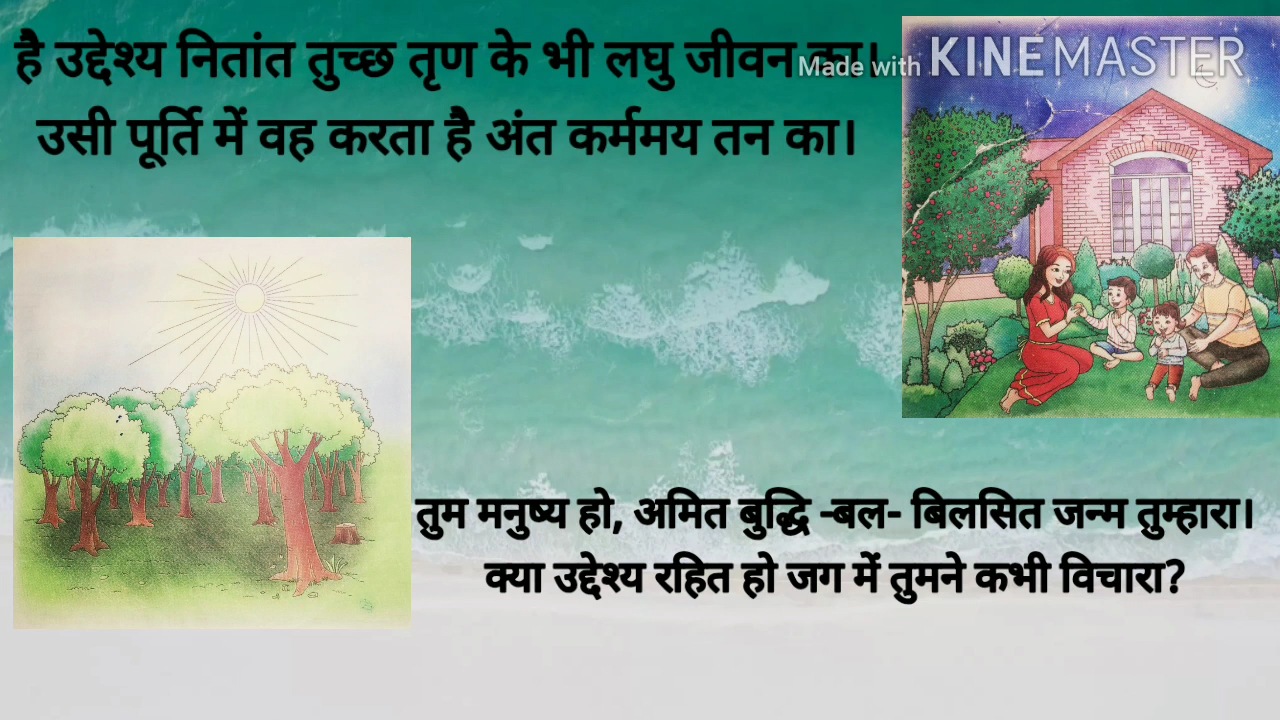 है उद्देश्य नितांत तुच्छ तृण के भी लघु जीवन का।
Made with KINEMASTER
उसी पूर्ति में वह करता है अंत कर्ममय तन का।
तुम मनुष्य हो, अमित बुद्धि -बल- बिलसित जन्म तुम्हारा।
क्या उद्देश्य रहित हो जग में तुमने कभी विचारा?